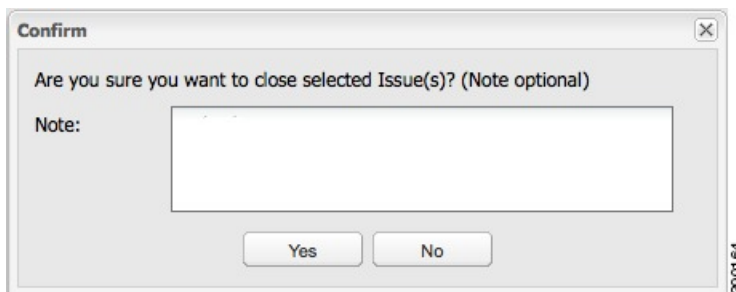 Confirm
Are you sure you want to close selected Issue(s)? (Note optional)
Note:
Yes No